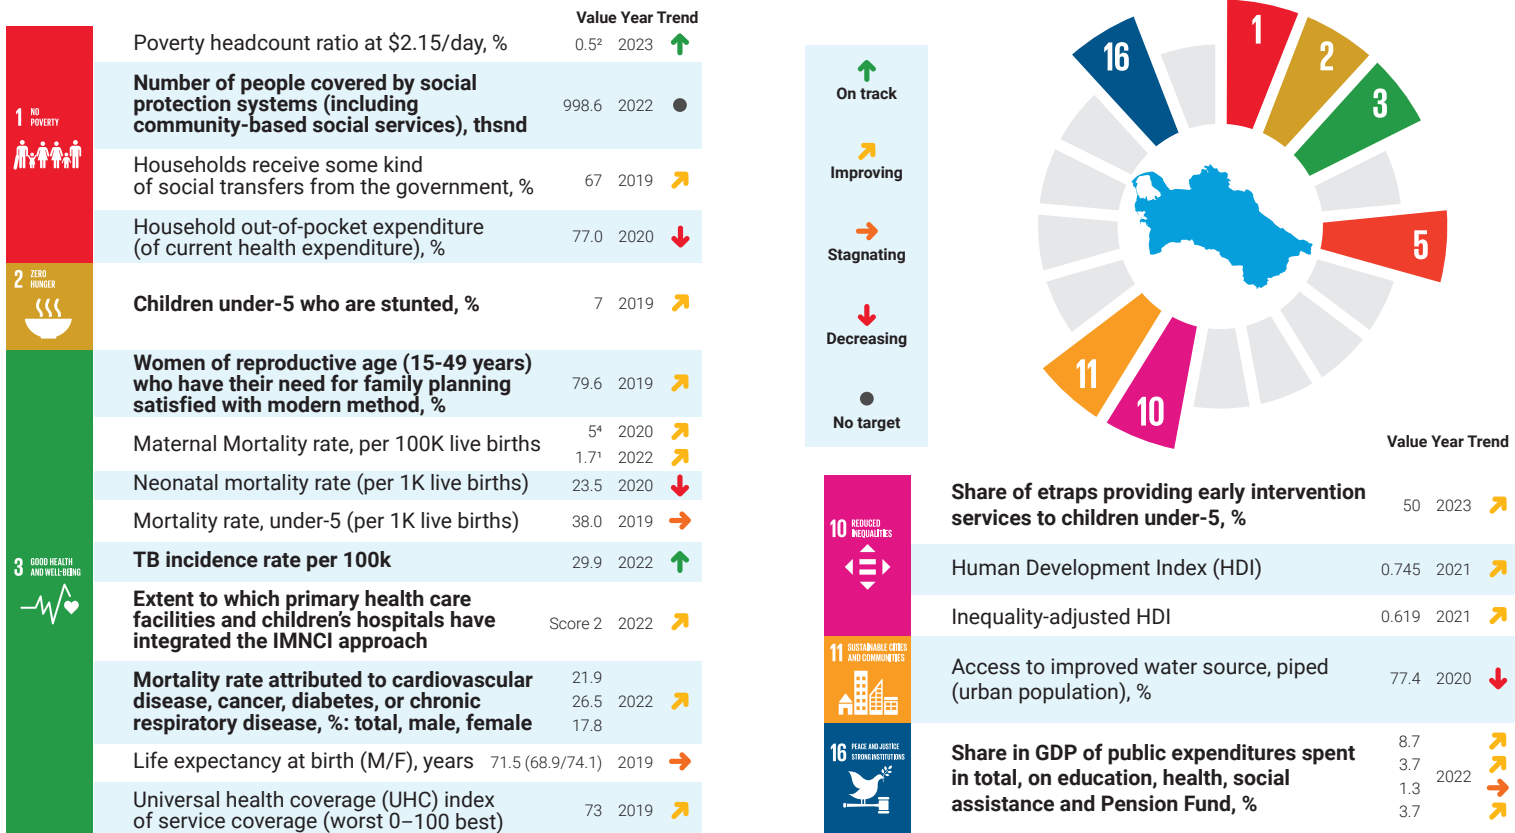 Value Year Trend
1 NO POVERTY
Poverty headcount ratio at $2.15/day, % 0.5² 2023
Number of people covered by social
protection systems (including
community-based social services), thsnd
998.6 2022
Households receive some kind
of social transfers from the government, %
67 2019
Household out-of-pocket expenditure
(of current health expenditure), %
77.0 2020
2 ZERO HUNGER
Children under-5 who are stunted, % 7 2019
3 GOOD HEALTH AND WELL-BEING
Women of reproductive age (15-49 years)
who have their need for family planning
satisfied with modern method, %
79.6 2019
Maternal Mortality rate, per 100K live births
5⁴ 2020
1.7¹ 2022
Neonatal mortality rate (per 1K live births) 23.5 2020
Mortality rate, under-5 (per 1K live births) 38.0 2019
TB incidence rate per 100k 29.9 2022
Extent to which primary health care
facilities and children's hospitals have
integrated the IMNCI approach
Score 2 2022
Mortality rate attributed to cardiovascular
disease, cancer, diabetes, or chronic
respiratory disease, %: total, male, female
21.9
26.5 2022
17.8
Life expectancy at birth (M/F), years 71.5 (68.9/74.1) 2019
Universal health coverage (UHC) index
of service coverage (worst 0–100 best)
73 2019
On track
Improving
Stagnating
Decreasing
No target
16
1
2
3
5
11
10
Value Year Trend
10 REDUCED INEQUALITIES
Share of etraps providing early intervention
services to children under-5, %
50 2023
Human Development Index (HDI) 0.745 2021
Inequality-adjusted HDI 0.619 2021
11 SUSTAINABLE CITIES AND COMMUNITIES
Access to improved water source, piped
(urban population), %
77.4 2020
16 PEACE AND JUSTICE STRONG INSTITUTIONS
Share in GDP of public expenditures spent
in total, on education, health, social
assistance and Pension Fund, %
8.7
3.7
2022
1.3
3.7